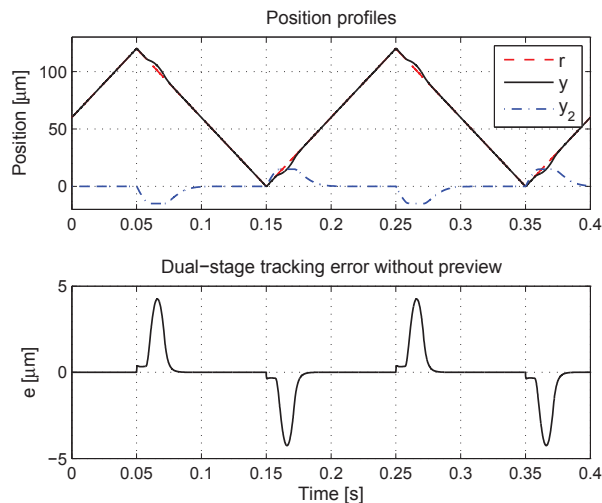 Position profiles
Position [μm]
100
50
0
r
y
y2
0 0.05 0.1 0.15 0.2 0.25 0.3 0.35 0.4
Dual−stage tracking error without preview
e [μm]
5
0
−5
0 0.05 0.1 0.15 0.2 0.25 0.3 0.35 0.4
Time [s]